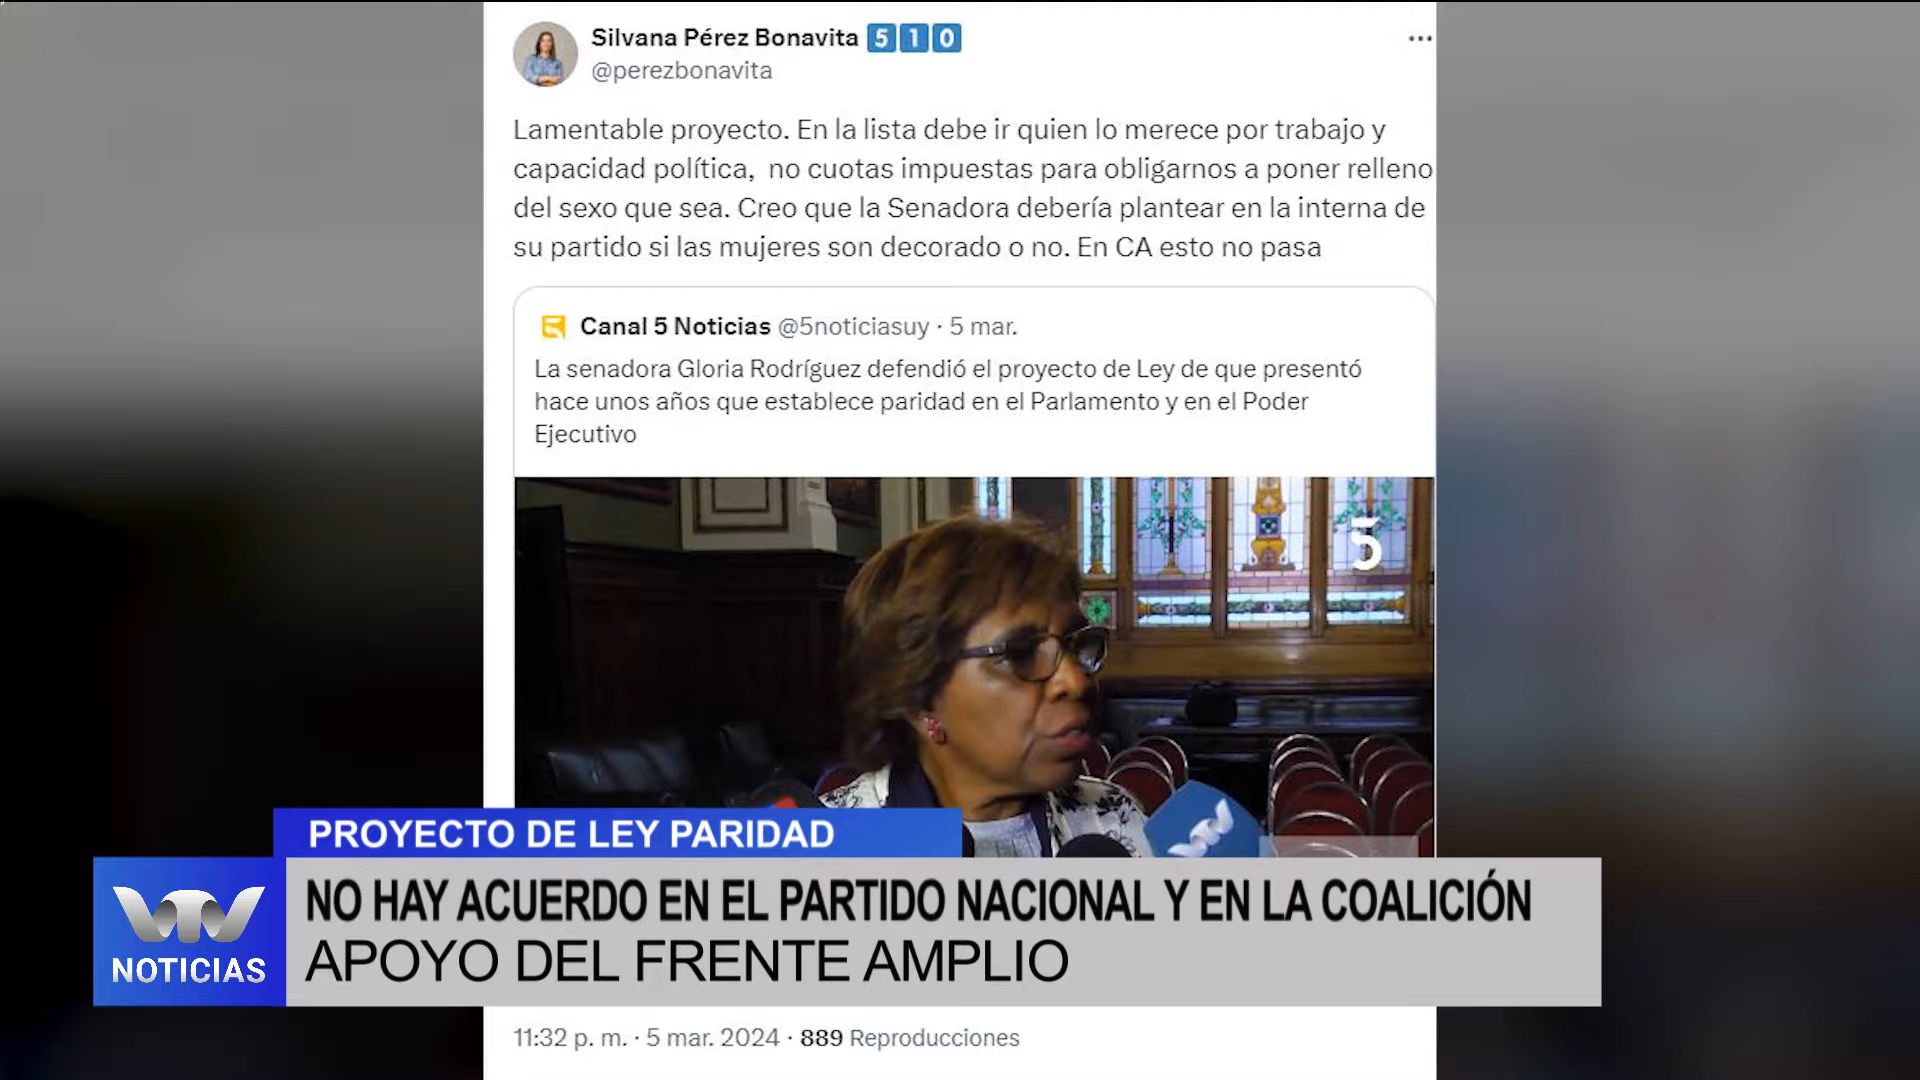 Silvana Pérez Bonavita 5 1 0
@perezbonavita
Lamentable proyecto. En la lista debe ir quien lo merece por trabajo y
capacidad política,  no cuotas impuestas para obligarnos a poner relleno
del sexo que sea. Creo que la Senadora debería plantear en la interna de
su partido si las mujeres son decorado o no. En CA esto no pasa
Canal 5 Noticias @5noticiasuy · 5 mar.
La senadora Gloria Rodríguez defendió el proyecto de Ley de que presentó
hace unos años que establece paridad en el Parlamento y en el Poder
Ejecutivo
5
PROYECTO DE LEY PARIDAD
VTV
NOTICIAS
NO HAY ACUERDO EN EL PARTIDO NACIONAL Y EN LA COALICIÓN
APOYO DEL FRENTE AMPLIO
11:32 p. m. · 5 mar. 2024 · 889 Reproducciones